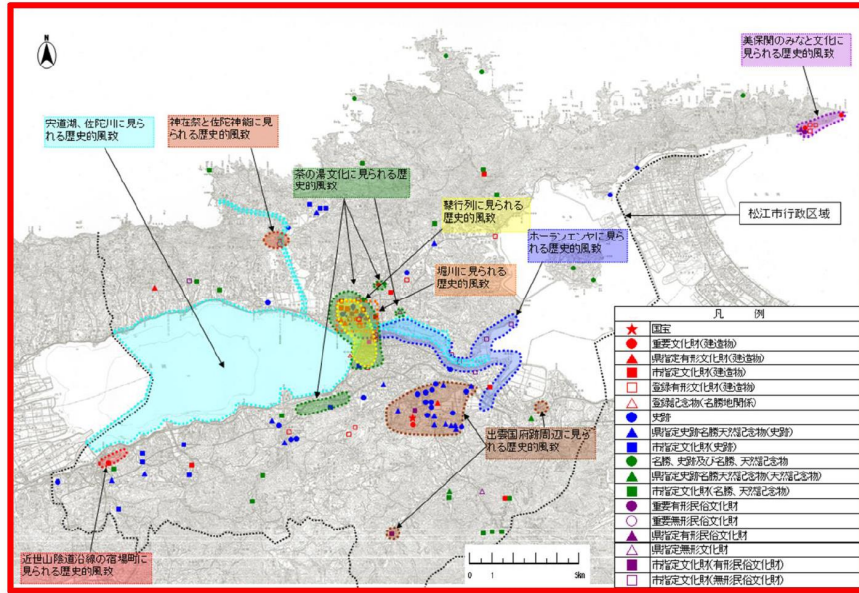 N
美保関のみなと文化に
見られる歴史的風致
宍道湖、佐陀川に見ら
れる歴史的風致
神在祭と佐陀神能に見
られる歴史的風致
茶の湯文化に見られる歴
史的風致
鼕行列に見られる
歴史的風致
ホーランエンヤに見ら
れる歴史的風致
松江市行政区域
堀川に見られる
歴史的風致
出雲国府跡周辺に見ら
れる歴史的風致
近世山陰道沿線の宿場町に
見られる歴史的風致
0 1 5km
凡 例
国宝
重要文化財(建造物)
県指定有形文化財(建造物)
市指定文化財(建造物)
登録有形文化財(建造物)
登録記念物(名勝地関係)
史跡
県指定史跡名勝天然記念物(史跡)
市指定文化財(史跡)
名勝、史跡及び名勝、天然記念物
県指定史跡名勝天然記念物(天然記念物)
市指定文化財(名勝、天然記念物)
重要有形民俗文化財
重要無形民俗文化財
県指定有形民俗文化財
県指定無形文化財
市指定文化財(有形民俗文化財)
市指定文化財(無形民俗文化財)